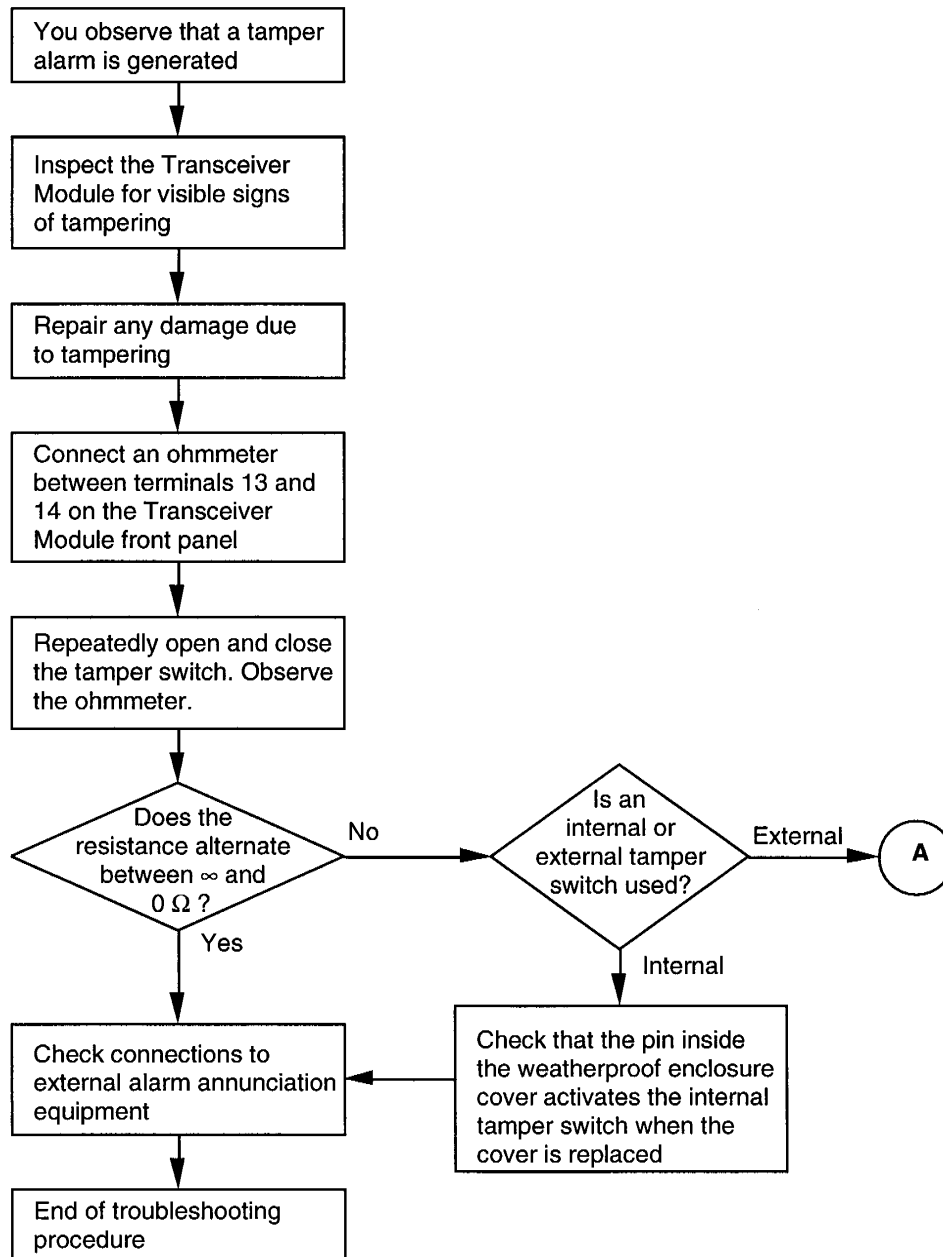 You observe that a tamper
alarm is generated
Inspect the Transceiver
Module for visible signs
of tampering
Repair any damage due
to tampering
Connect an ohmmeter
between terminals 13 and
14 on the Transceiver
Module front panel
Repeatedly open and close
the tamper switch. Observe
the ohmmeter.
Does the
resistance alternate
between ∞ and
0 Ω ?
No
Yes
Is an
internal or
external tamper
switch used?
External
A
Internal
Check that the pin inside
the weatherproof enclosure
cover activates the internal
tamper switch when the
cover is replaced
Check connections to
external alarm annunciation
equipment
End of troubleshooting
procedure